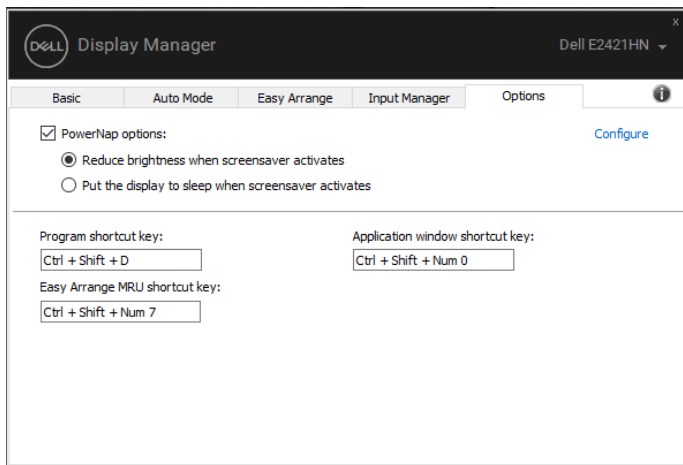 DELL Display Manager Dell E2421HN
x
Basic Auto Mode Easy Arrange Input Manager Options i
PowerNap options: Configure
Reduce brightness when screensaver activates
Put the display to sleep when screensaver activates
Program shortcut key: Application window shortcut key:
Ctrl + Shift + D Ctrl + Shift + Num 0
Easy Arrange MRU shortcut key:
Ctrl + Shift + Num 7